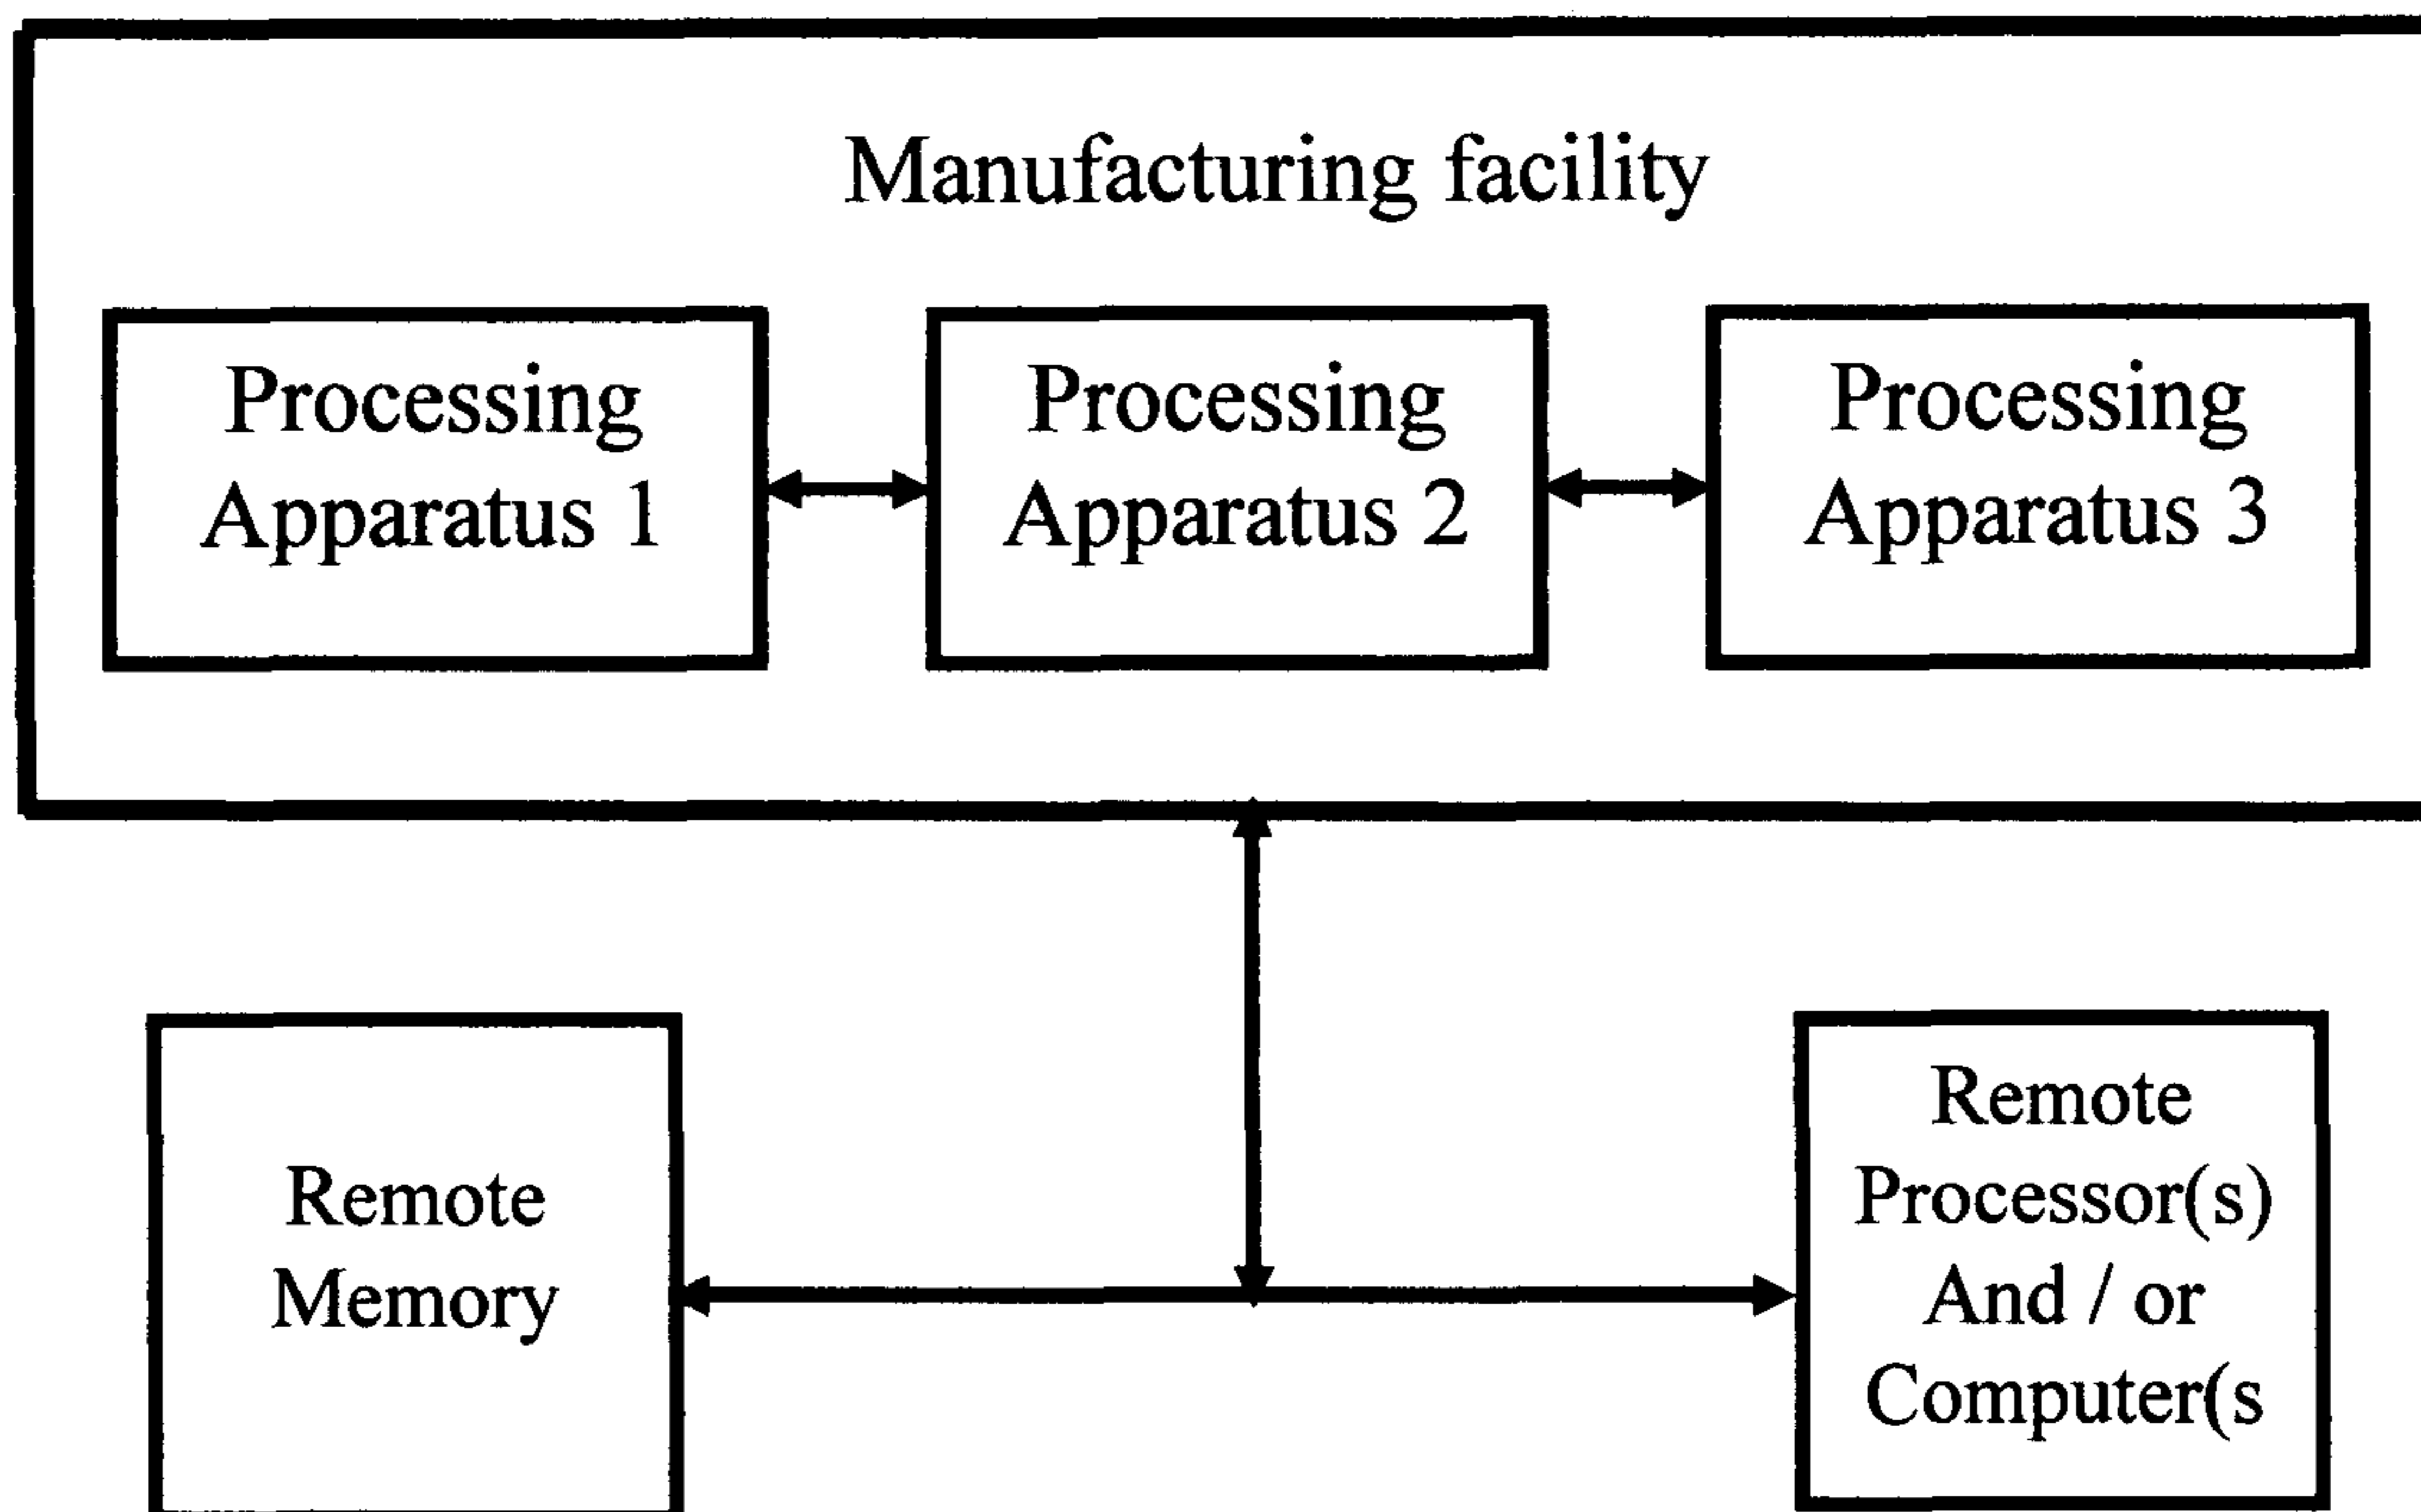 Manufacturing facility
Processing
Apparatus 1
Processing
Apparatus 2
Processing
Apparatus 3
Remote
Memory
Remote
Processor(s)
And / or
Computer(s